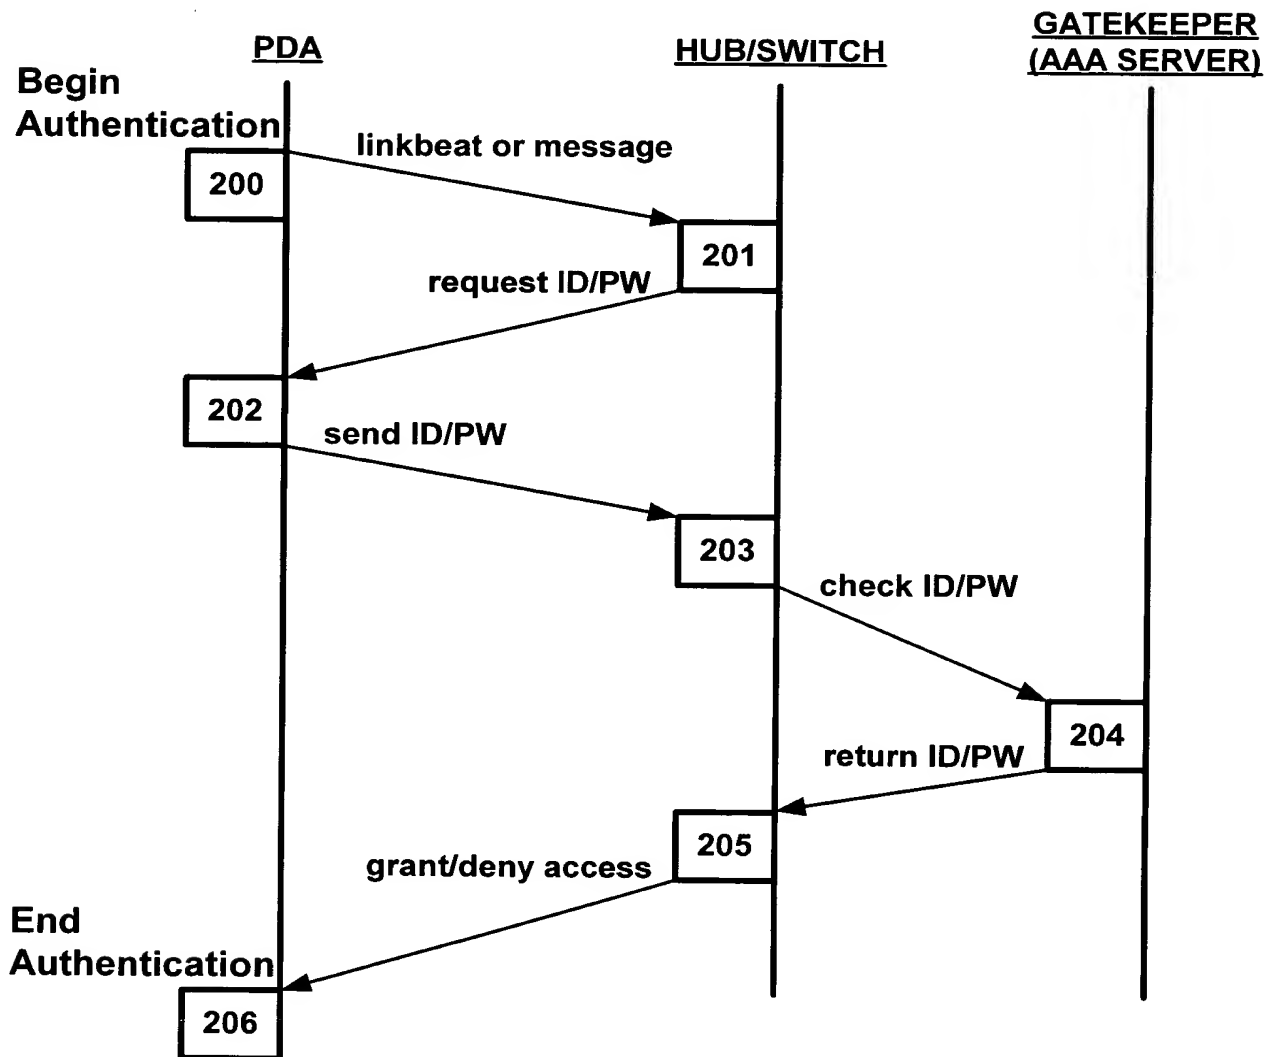 PDA
HUB/SWITCH
GATEKEEPER
(AAA SERVER)
Begin
Authentication
linkbeat or message
200
201
request ID/PW
202
send ID/PW
203
check ID/PW
204
return ID/PW
205
grant/deny access
End
Authentication
206